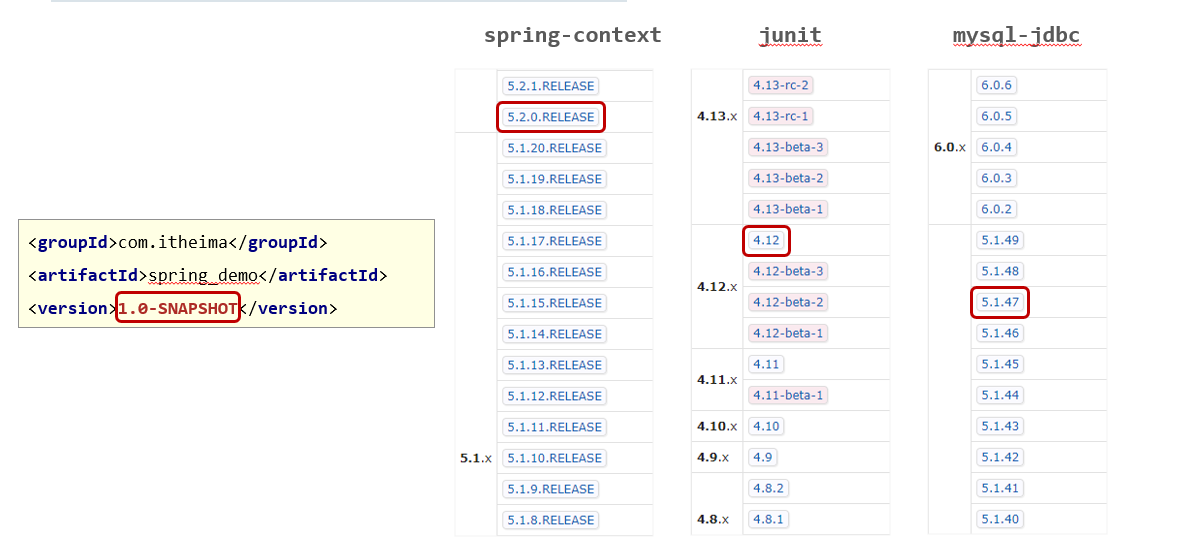 spring-context
junit
mysql-jdbc
<groupId>com.itheima</groupId>
<artifactId>spring_demo</artifactId>
<version>1.0-SNAPSHOT</version>
5.2.1.RELEASE
5.2.0.RELEASE
5.1.20.RELEASE
5.1.19.RELEASE
5.1.18.RELEASE
5.1.17.RELEASE
5.1.16.RELEASE
5.1.15.RELEASE
5.1.14.RELEASE
5.1.13.RELEASE
5.1.12.RELEASE
5.1.11.RELEASE
5.1.x
5.1.10.RELEASE
5.1.9.RELEASE
5.1.8.RELEASE
4.13-rc-2
4.13.x
4.13-rc-1
4.13-beta-3
4.13-beta-2
4.13-beta-1
4.12
4.12-beta-3
4.12.x
4.12-beta-2
4.12-beta-1
4.11
4.11.x
4.11-beta-1
4.10.x
4.10
4.9.x
4.9
4.8.2
4.8.x
4.8.1
6.0.6
6.0.5
6.0.x
6.0.4
6.0.3
6.0.2
5.1.49
5.1.48
5.1.47
5.1.46
5.1.45
5.1.44
5.1.43
5.1.42
5.1.41
5.1.40